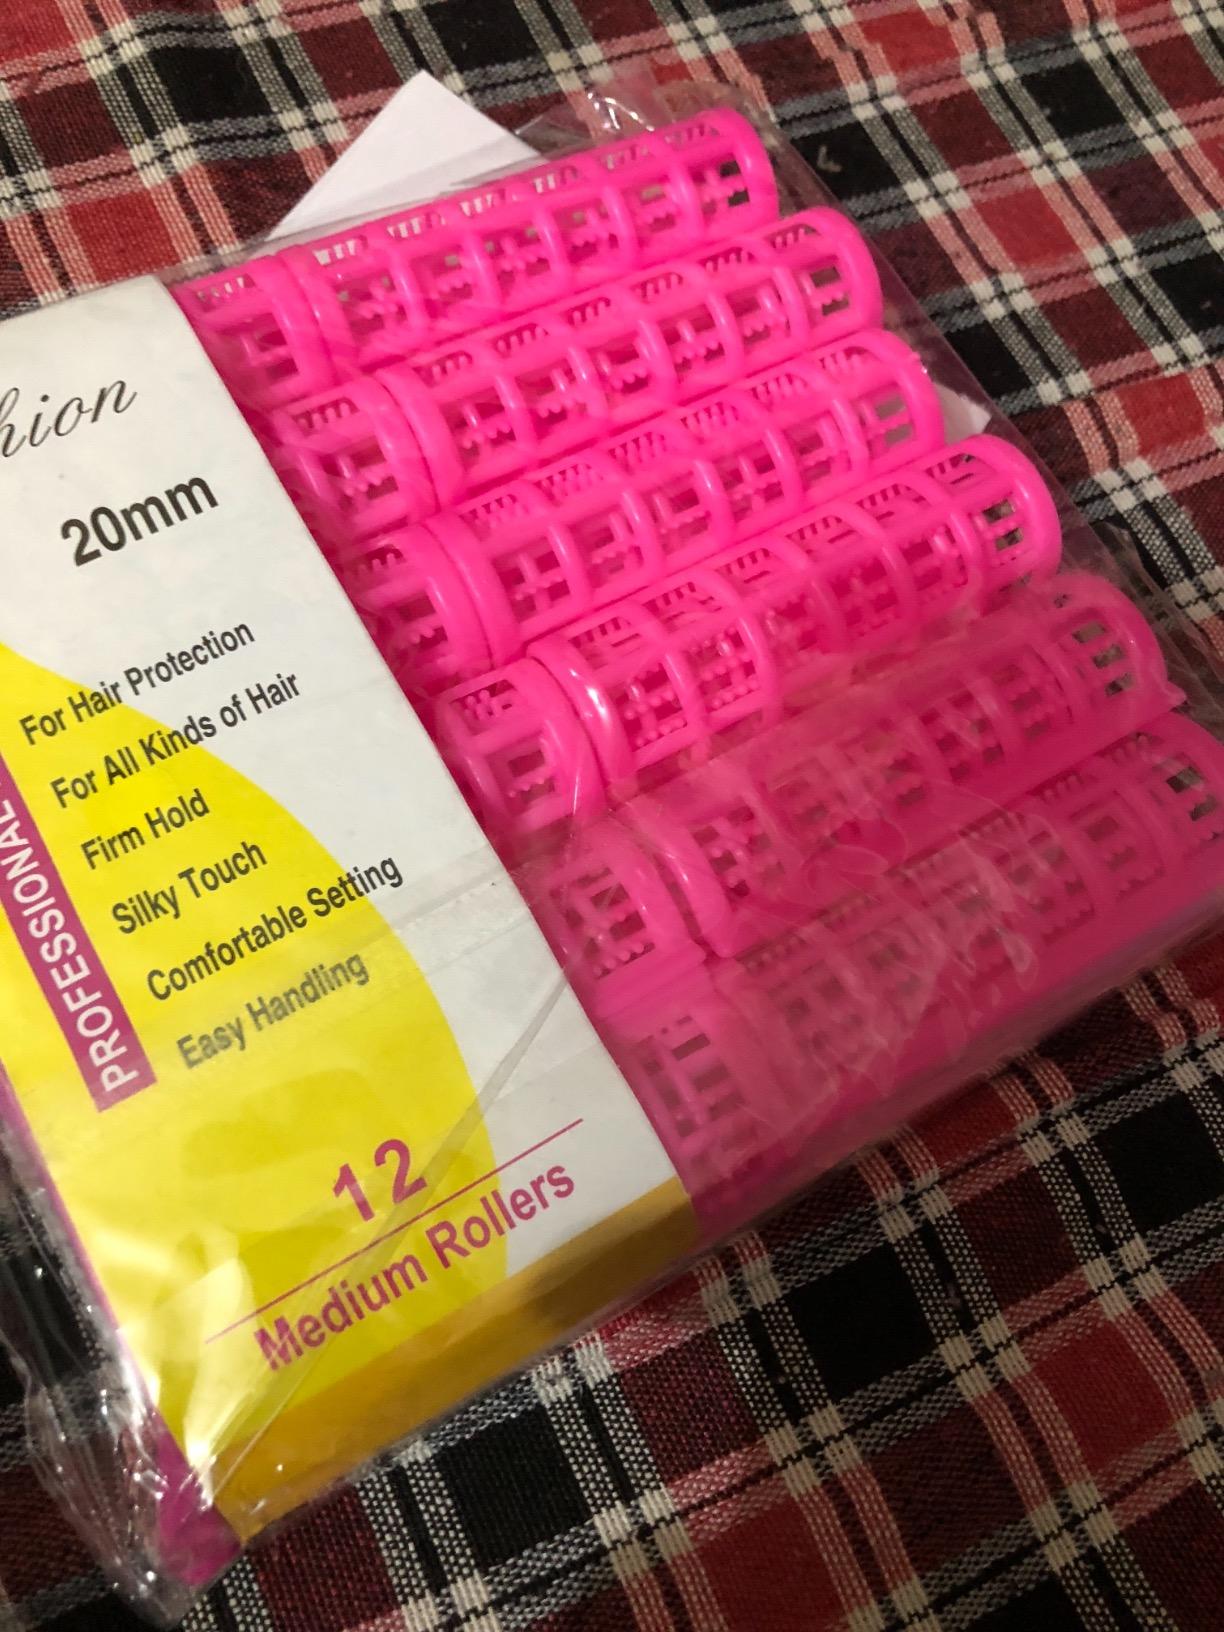 20mm
For Hair Protection
For All Kinds of Hair
Firm Hold
Silky Touch
Comfortable Setting
Easy Handling
PROFESSIONAL
12
Medium Rollers